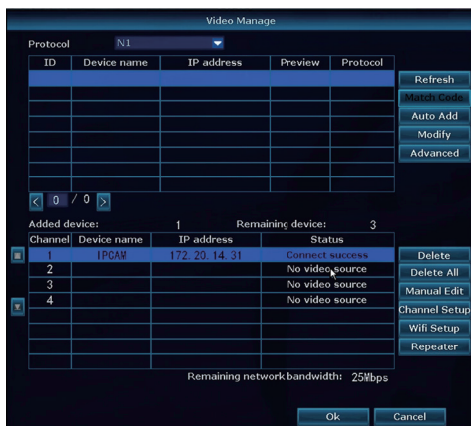 Video Manage
Protocol N1
ID Device name IP address Preview Protocol
Refresh
Match Code
Auto Add
Modify
Advanced
< 0 / 0 >
Added device: 1 Remaining device: 3
Channel Device name IP address Status
1 IPCAM 172.20.14.31 Connect success Delete
2 No video source Delete All
3 No video source Manual Edit
4 No video source Channel Setup
Wifi Setup
Repeater
Remaining network bandwidth: 25Mbps
Ok Cancel